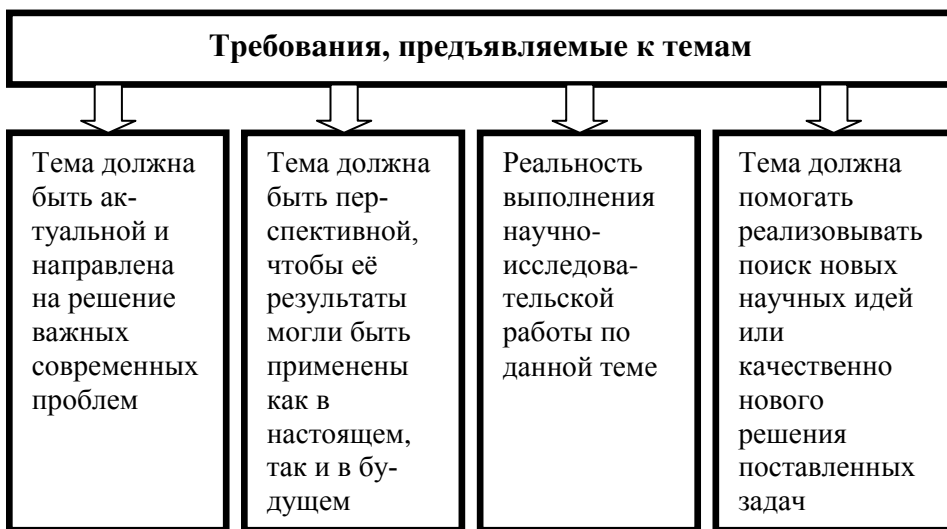 Требования, предъявляемые к темам
Тема должна
быть ак-
туальной и
направлена
на решение
важных
современных
проблем
Тема должна
быть пер-
спективной,
чтобы её
результаты
могли быть
применены
как в
настоящем,
так и в бу-
дущем
Реальность
выполнения
научно-
исследова-
тельской
работы по
данной теме
Тема должна
помогать
реализовывать
поиск новых
научных идей
или
качественно
нового
решения
поставленных
задач